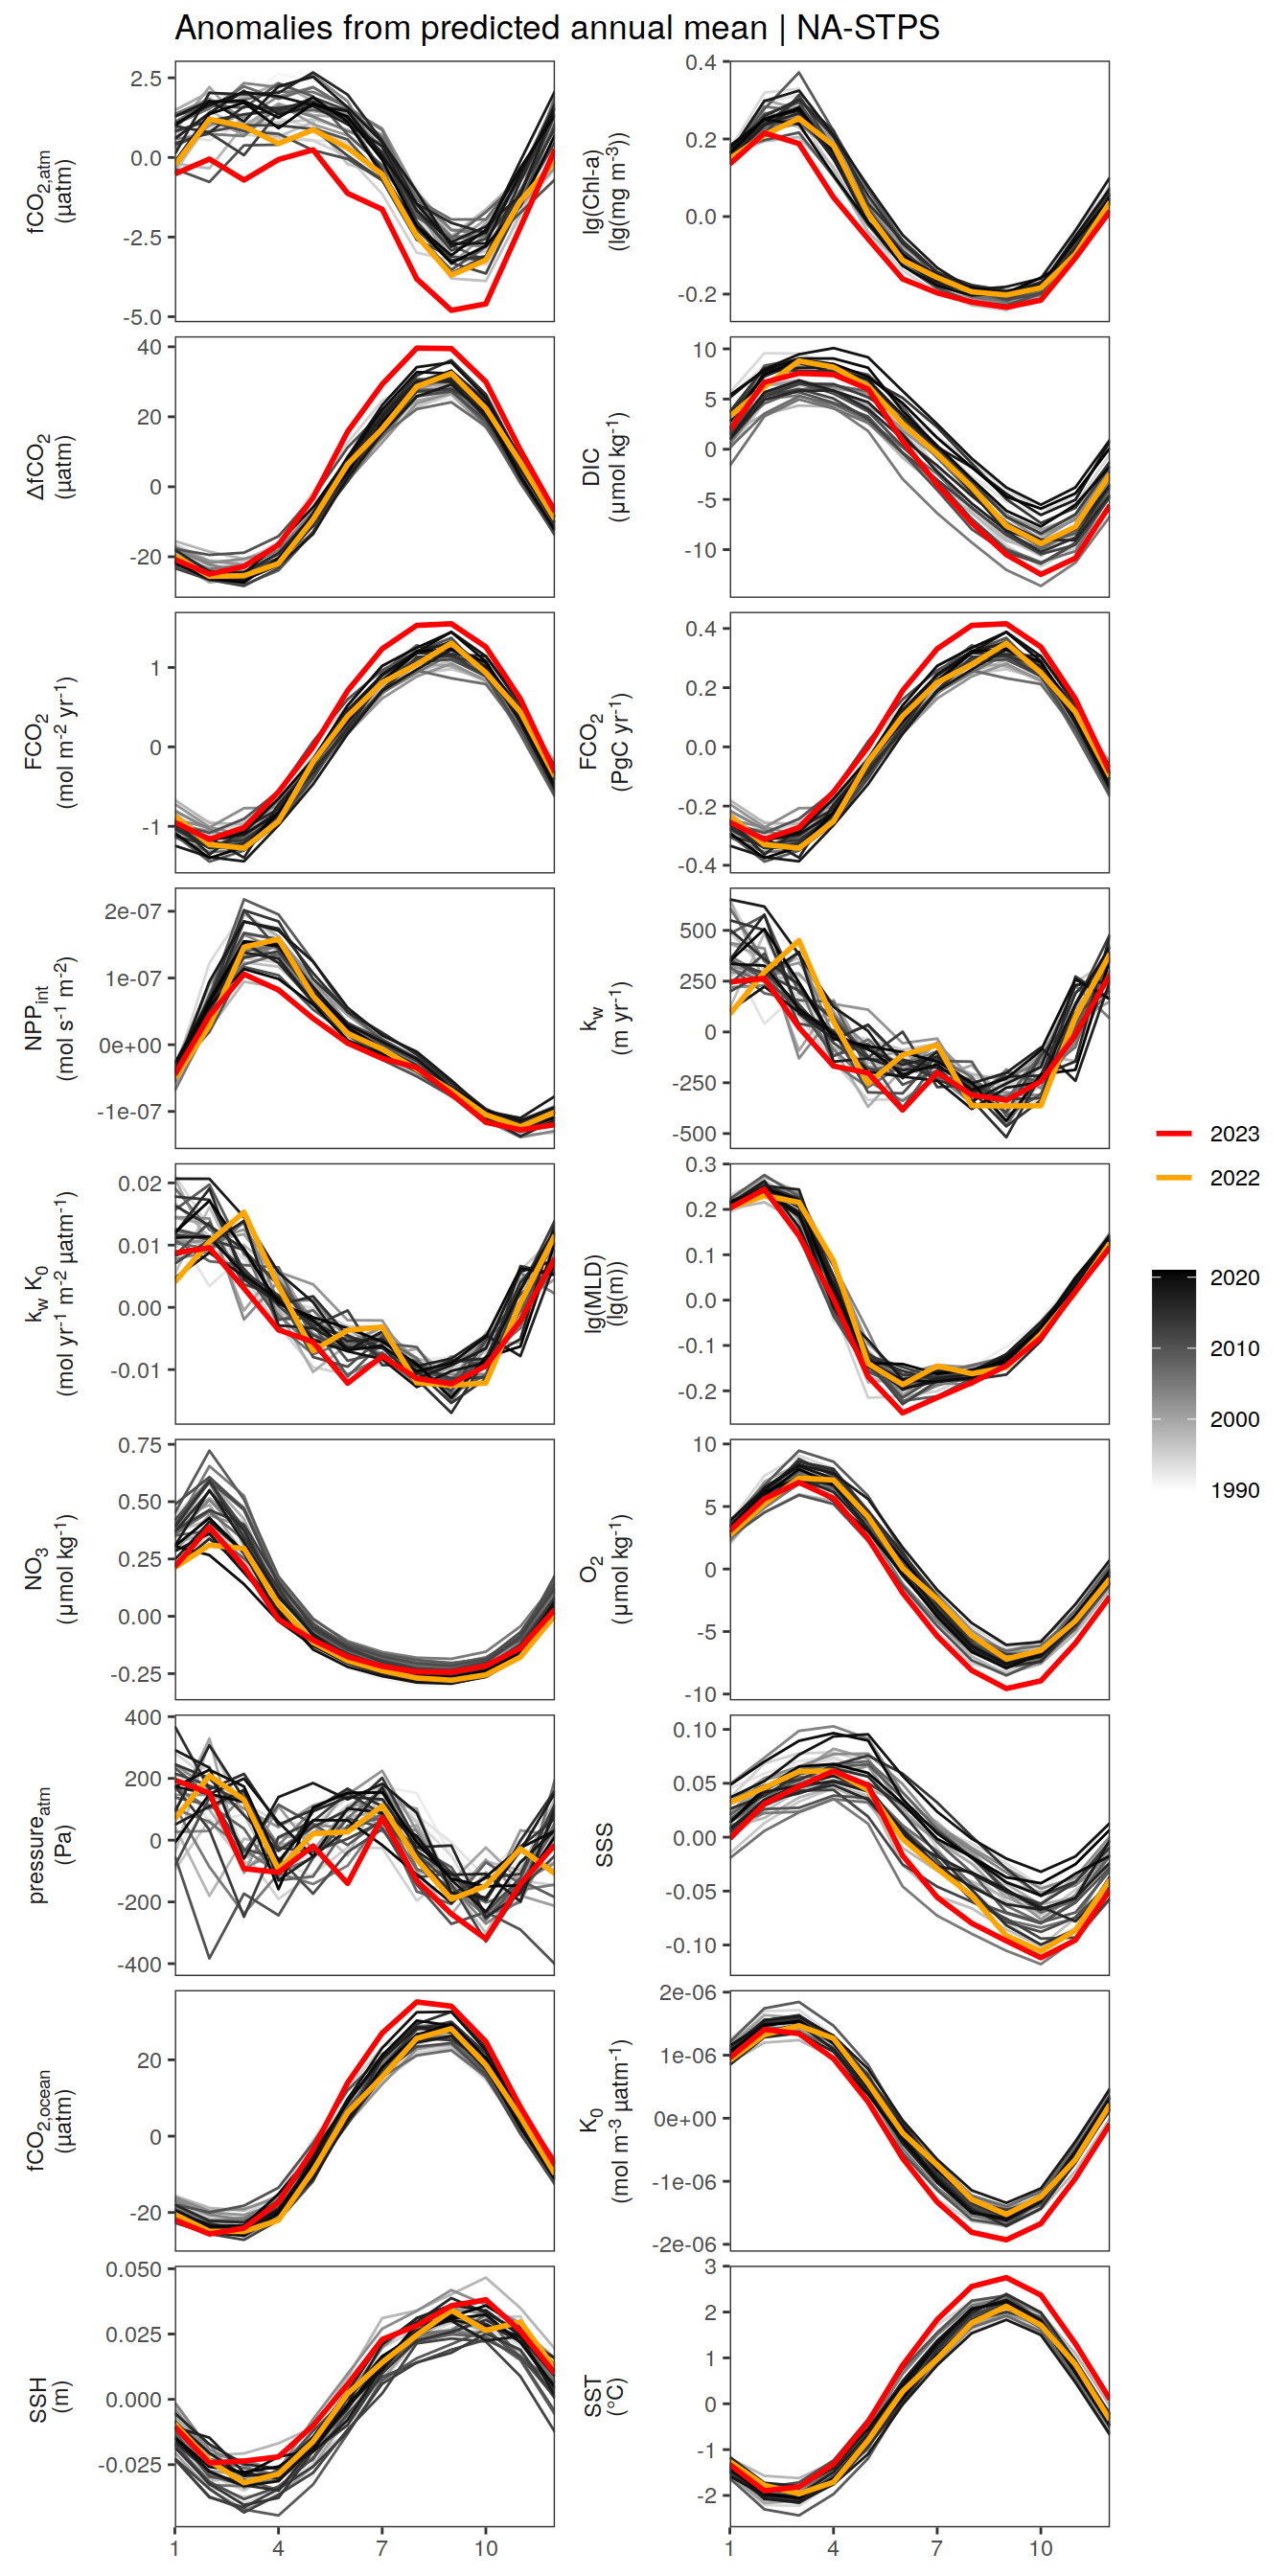 Anomalies from predicted annual mean | NA-STPS
fCO2,atm
(µatm)
2.5
0.0
-2.5
-5.0
lg(Chl-a)
(lg(mg m-3))
0.4
0.2
0.0
-0.2
ΔfCO2
(µatm)
40
20
0
-20
DIC
(µmol kg-1)
10
5
0
-5
-10
FCO2
(mol m-2 yr-1)
1
0
-1
FCO2
(PgC yr-1)
0.4
0.2
0.0
-0.2
-0.4
NPPint
(mol s-1 m-2)
2e-07
1e-07
0e+00
-1e-07
kw
(m yr-1)
500
250
0
-250
-500
kw K0
(mol yr-1 m-2 µatm-1)
0.02
0.01
0.00
-0.01
lg(MLD)
(lg(m))
0.3
0.2
0.1
0.0
-0.1
-0.2
NO3
(µmol kg-1)
0.75
0.50
0.25
0.00
-0.25
O2
(µmol kg-1)
10
5
0
-5
-10
pressureatm
(Pa)
400
200
0
-200
-400
SSS
0.10
0.05
0.00
-0.05
-0.10
fCO2,ocean
(µatm)
20
0
-20
K0
(mol m-3 µatm-1)
2e-06
1e-06
0e+00
-1e-06
-2e-06
SSH
(m)
0.050
0.025
0.000
-0.025
SST
(°C)
3
2
1
0
-1
-2
1 4 7 10
1 4 7 10
2023
2022
2020
2010
2000
1990